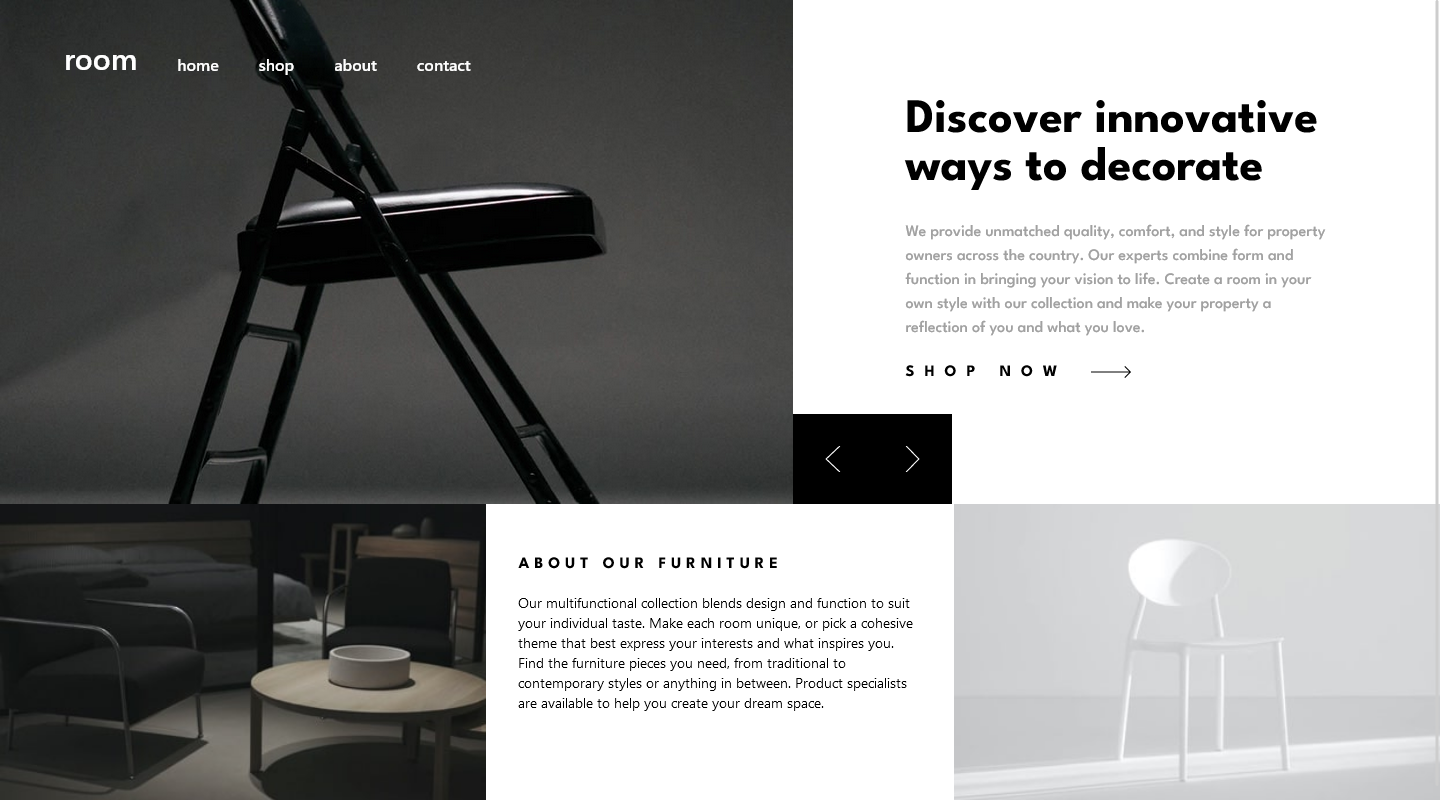 room
home shop about contact
Discover innovative
ways to decorate
We provide unmatched quality, comfort, and style for property
owners across the country. Our experts combine form and
function in bringing your vision to life. Create a room in your
own style with our collection and make your property a
reflection of you and what you love.
SHOP NOW
ABOUT OUR FURNITURE
Our multifunctional collection blends design and function to suit
your individual taste. Make each room unique, or pick a cohesive
theme that best express your interests and what inspires you.
Find the furniture pieces you need, from traditional to
contemporary styles or anything in between. Product specialists
are available to help you create your dream space.